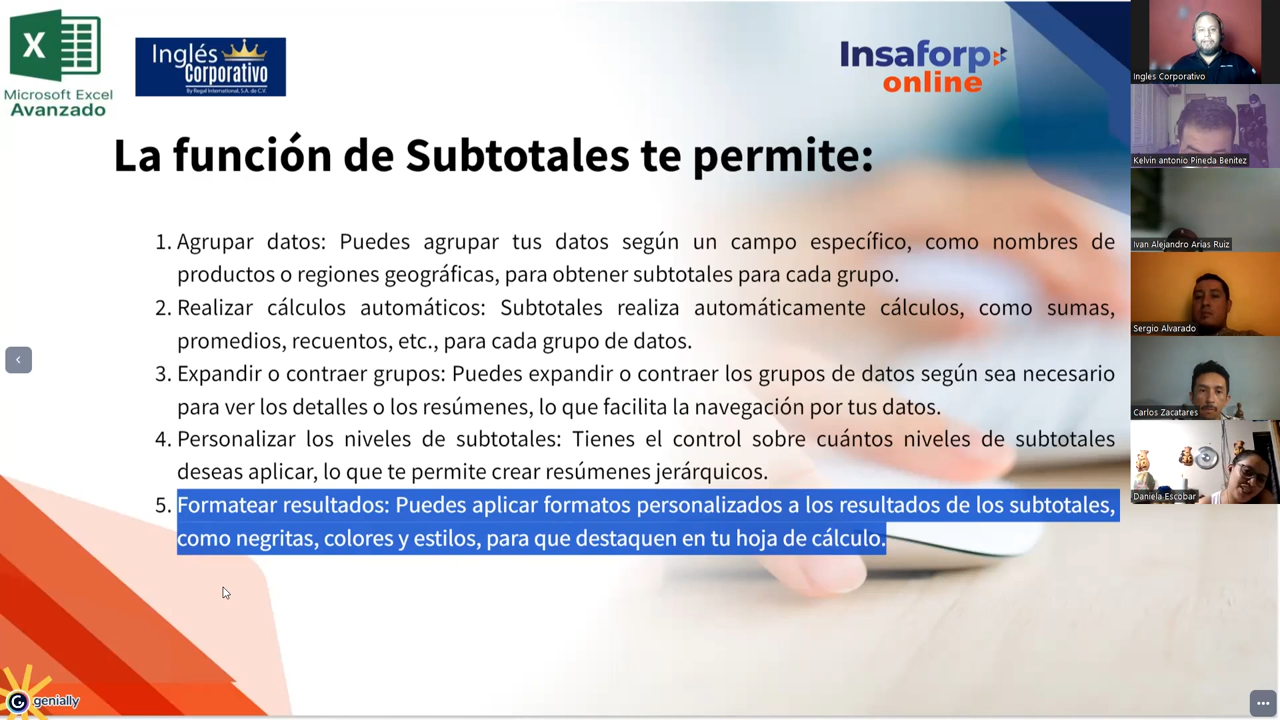 Microsoft Excel
Avanzado
Inglés
Corporativo
By Regal International, S.A. de C.V.
Insaforp
online
La función de Subtotales te permite:
1. Agrupar datos: Puedes agrupar tus datos según un campo específico, como nombres de
productos o regiones geográficas, para obtener subtotales para cada grupo.
2. Realizar cálculos automáticos: Subtotales realiza automáticamente cálculos, como sumas,
promedios, recuentos, etc., para cada grupo de datos.
3. Expandir o contraer grupos: Puedes expandir o contraer los grupos de datos según sea necesario
para ver los detalles o los resúmenes, lo que facilita la navegación por tus datos.
4. Personalizar los niveles de subtotales: Tienes el control sobre cuántos niveles de subtotales
deseas aplicar, lo que te permite crear resúmenes jerárquicos.
5. Formatear resultados: Puedes aplicar formatos personalizados a los resultados de los subtotales,
como negritas, colores y estilos, para que destaquen en tu hoja de cálculo.
genially
Ingles Corporativo
Kelvin antonio Pineda Benitez
Ivan Alejandro Arias Ruiz
Sergio Alvarado
Carlos Zacatares
Daniela Escobar